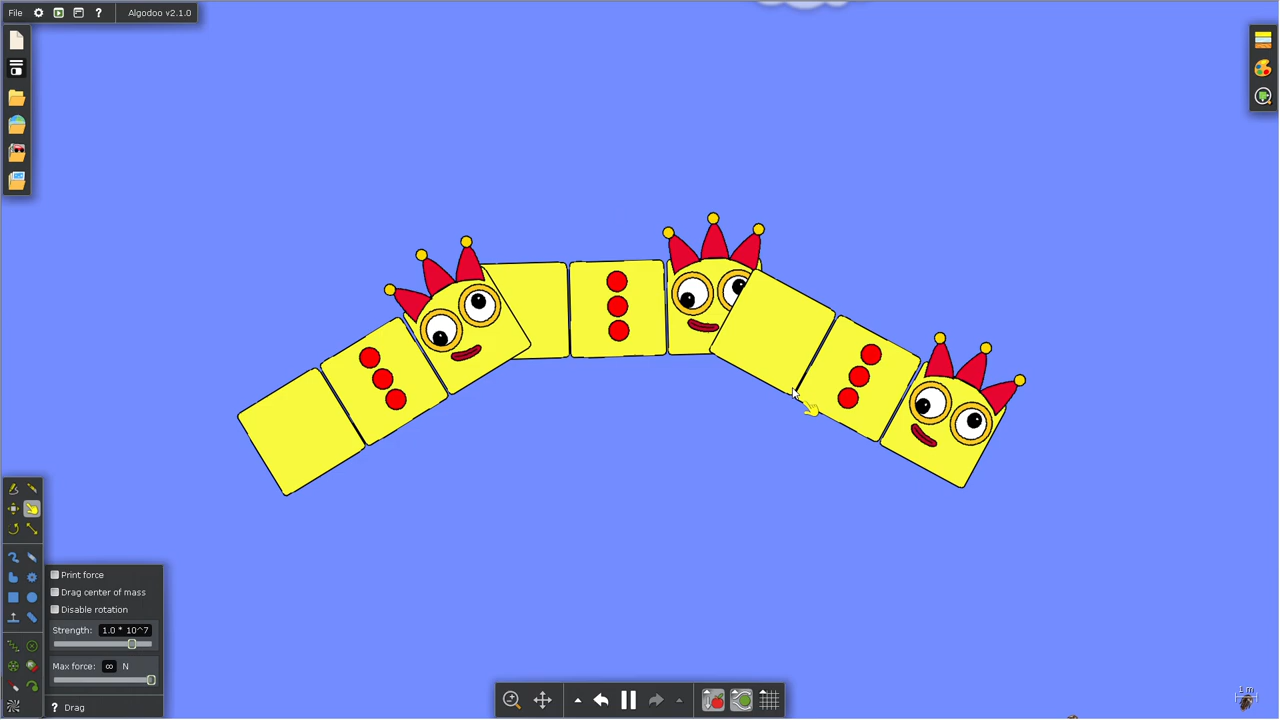 File ? Algodoo v2.1.0
Print force
Drag center of mass
Disable rotation
Strength: 1.0 * 10^7
Max force: ∞ N
? Drag
1 m